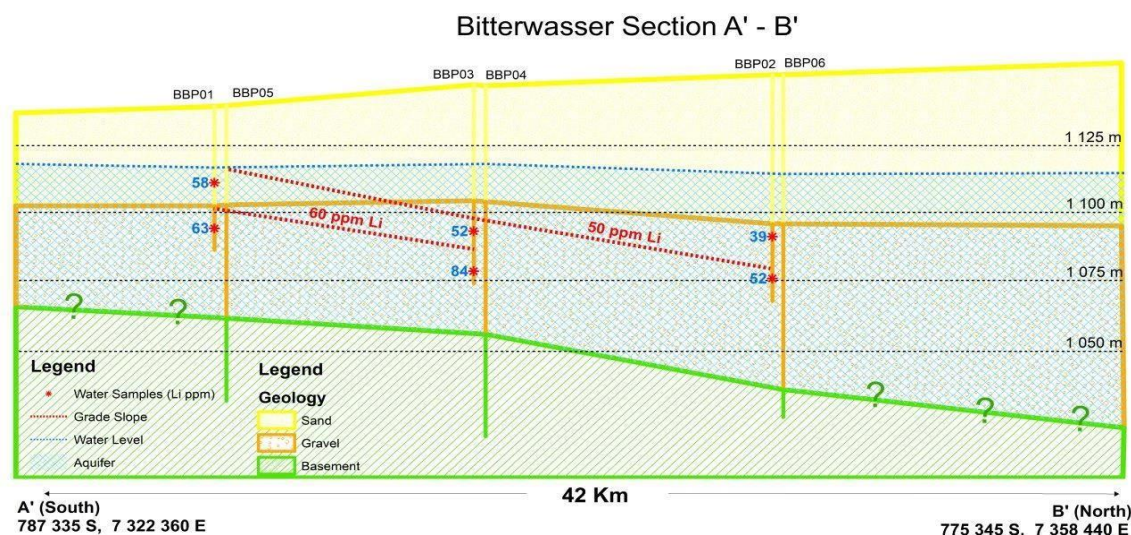 Bitterwasser Section A' - B'
BBP01
BBP05
BBP03
BBP04
BBP02
BBP06
1 125 m
58
1 100 m
60 ppm Li
63
52
50 ppm Li
39
84
52
1 075 m
?
?
1 050 m
?
?
?
Legend
Water Samples (Li ppm)
Grade Slope
Water Level
Aquifer
Legend
Geology
Sand
Gravel
Basement
42 Km
A' (South)
787 335 S, 7 322 360 E
B' (North)
775 345 S, 7 358 440 E